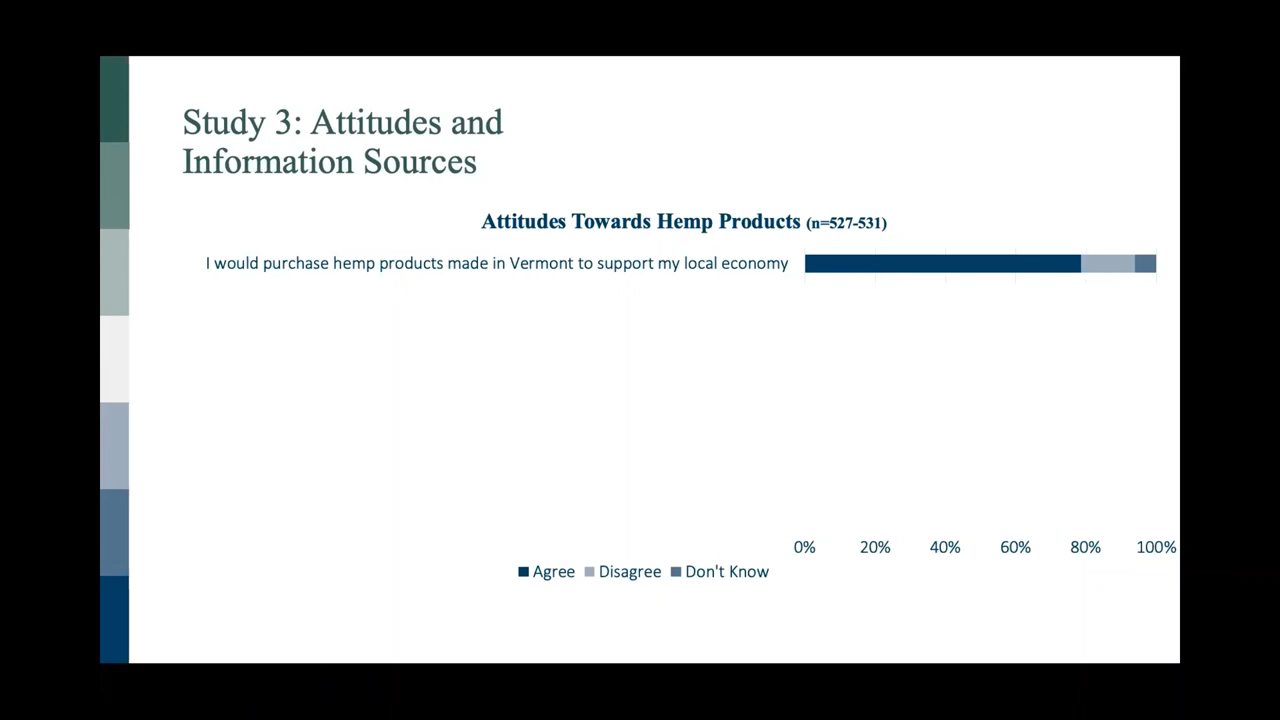 Study 3: Attitudes and
Information Sources
Attitudes Towards Hemp Products (n=527-531)
I would purchase hemp products made in Vermont to support my local economy
0% 20% 40% 60% 80% 100%
Agree Disagree Don't Know